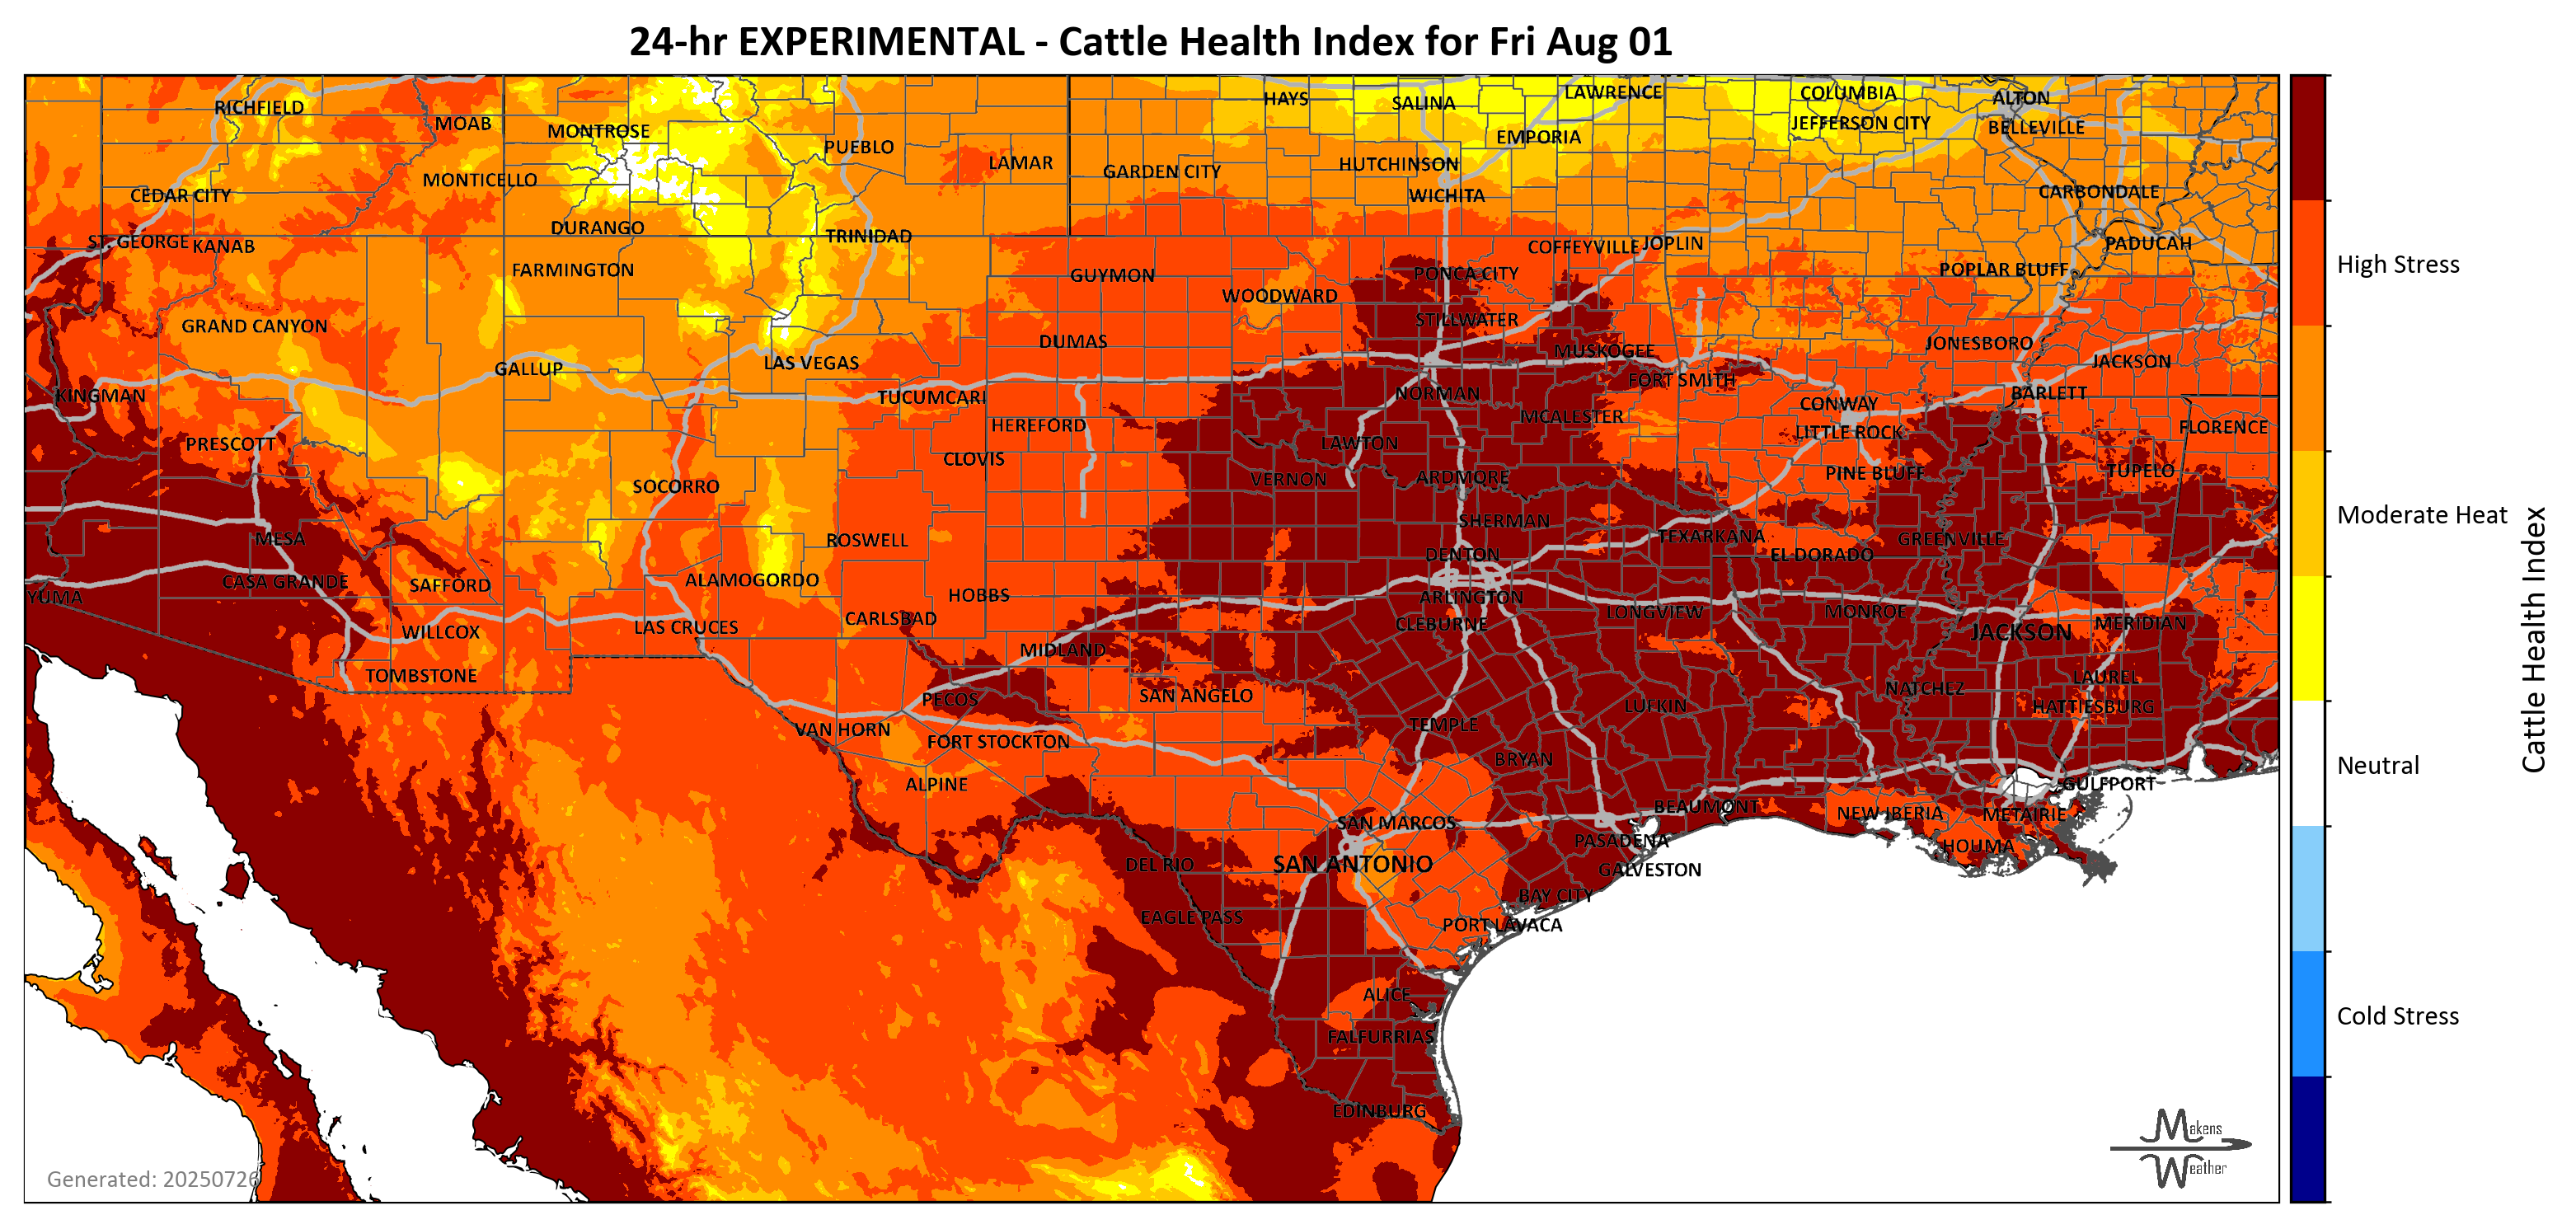 24-hr EXPERIMENTAL - Cattle Health Index for Fri Aug 01
RICHFIELD
MOAB
MONTROSE
PUEBLO
LAMAR
HAYS
SALINA
LAWRENCE
COLUMBIA
ALTON
EMPORIA
JEFFERSON CITY
BELLEVILLE
MONTICELLO
GARDEN CITY
HUTCHINSON
CEDAR CITY
WICHITA
CARBONDALE
DURANGO
TRINIDAD
ST. GEORGE
KANAB
COFFEYVILLE
JOPLIN
PADUCAH
High Stress
FARMINGTON
GUYMON
PONCA CITY
POPLAR BLUFF
WOODWARD
GRAND CANYON
STILLWATER
DUMAS
MUSKOGEE
JONESBORO
GALLUP
LAS VEGAS
JACKSON
KINGMAN
TUCUMCARI
NORMAN
FORT SMITH
BARLETT
CONWAY
PRESCOTT
HEREFORD
MCALESTER
LITTLE ROCK
FLORENCE
CLOVIS
LAWTON
SOCORRO
VERNON
ARDMORE
PINE BLUFF
TUPELO
SHERMAN
Moderate Heat
MESA
ROSWELL
DENTON
TEXARKANA
EL DORADO
GREENVILLE
CASA GRANDE
SAFFORD
ALAMOGORDO
YUMA
HOBBS
ARLINGTON
LONGVIEW
MONROE
WILLCOX
LAS CRUCES
CARLSBAD
CLEBURNE
JACKSON
MERIDIAN
MIDLAND
TOMBSTONE
PECOS
SAN ANGELO
NATCHEZ
LAUREL
LUFKIN
HATTIESBURG
VAN HORN
FORT STOCKTON
TEMPLE
BRYAN
Neutral
ALPINE
GULFPORT
BEAUMONT
NEW IBERIA
METAIRIE
SAN MARCOS
PASADENA
HOUMA
DEL RIO
SAN ANTONIO
GALVESTON
BAY CITY
EAGLE PASS
PORT LAVACA
ALICE
Cold Stress
FALFURRIAS
EDINBURG
Cattle Health Index
Makens
Weather
Generated: 20250726